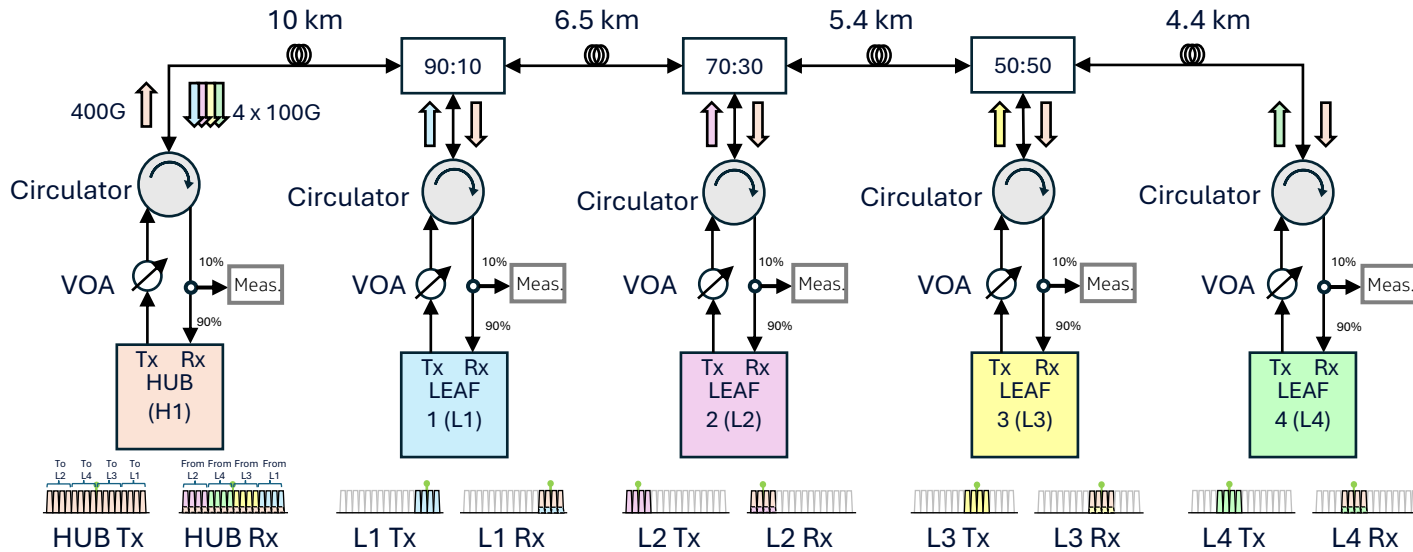 10 km
6.5 km
5.4 km
4.4 km
90:10
70:30
50:50
400G
4 x 100G
Circulator
Circulator
Circulator
Circulator
Circulator
VOA
10%
Meas.
90%
VOA
10%
Meas.
90%
VOA
10%
Meas.
90%
VOA
10%
Meas.
90%
VOA
10%
Meas.
90%
Tx Rx
HUB
(H1)
Tx Rx
LEAF
1 (L1)
Tx Rx
LEAF
2 (L2)
Tx Rx
LEAF
3 (L3)
Tx Rx
LEAF
4 (L4)
To
L2
To
L4
To
L3
To
L1
From
L2
From
L4
From
L3
From
L1
HUB Tx
HUB Rx
L1 Tx
L1 Rx
L2 Tx
L2 Rx
L3 Tx
L3 Rx
L4 Tx
L4 Rx